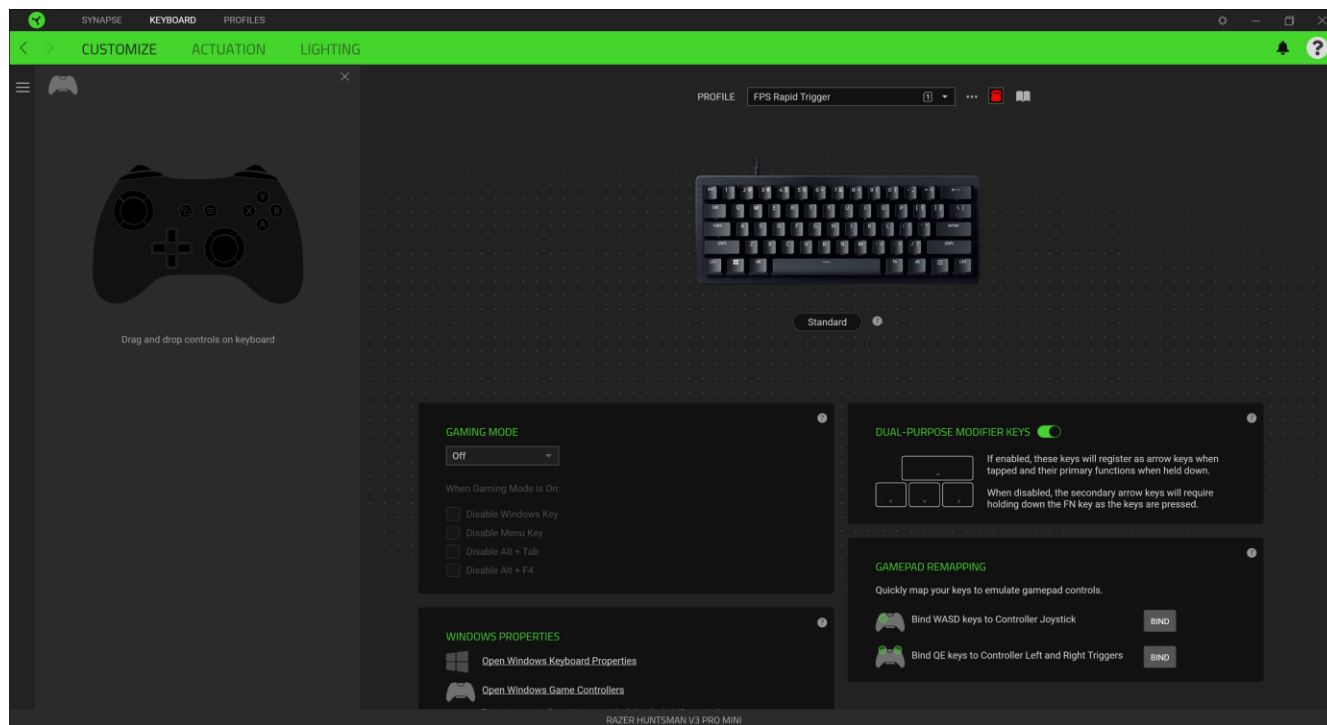 SYNAPSE KEYBOARD PROFILES
CUSTOMIZE ACTUATION LIGHTING
PROFILE FPS Rapid Trigger 1
Y
X B
A
Drag and drop controls on keyboard
Standard
GAMING MODE
Off
When Gaming Mode is On:
Disable Windows Key
Disable Menu Key
Disable Alt + Tab
Disable Alt + F4
WINDOWS PROPERTIES
Open Windows Keyboard Properties
Open Windows Game Controllers
DUAL-PURPOSE MODIFIER KEYS
If enabled, these keys will register as arrow keys when
tapped and their primary functions when held down.
When disabled, the secondary arrow keys will require
holding down the FN key as the keys are pressed.
GAMEPAD REMAPPING
Quickly map your keys to emulate gamepad controls.
Bind WASD keys to Controller Joystick BIND
Bind QE keys to Controller Left and Right Triggers BIND
RAZER HUNTSMAN V3 PRO MINI